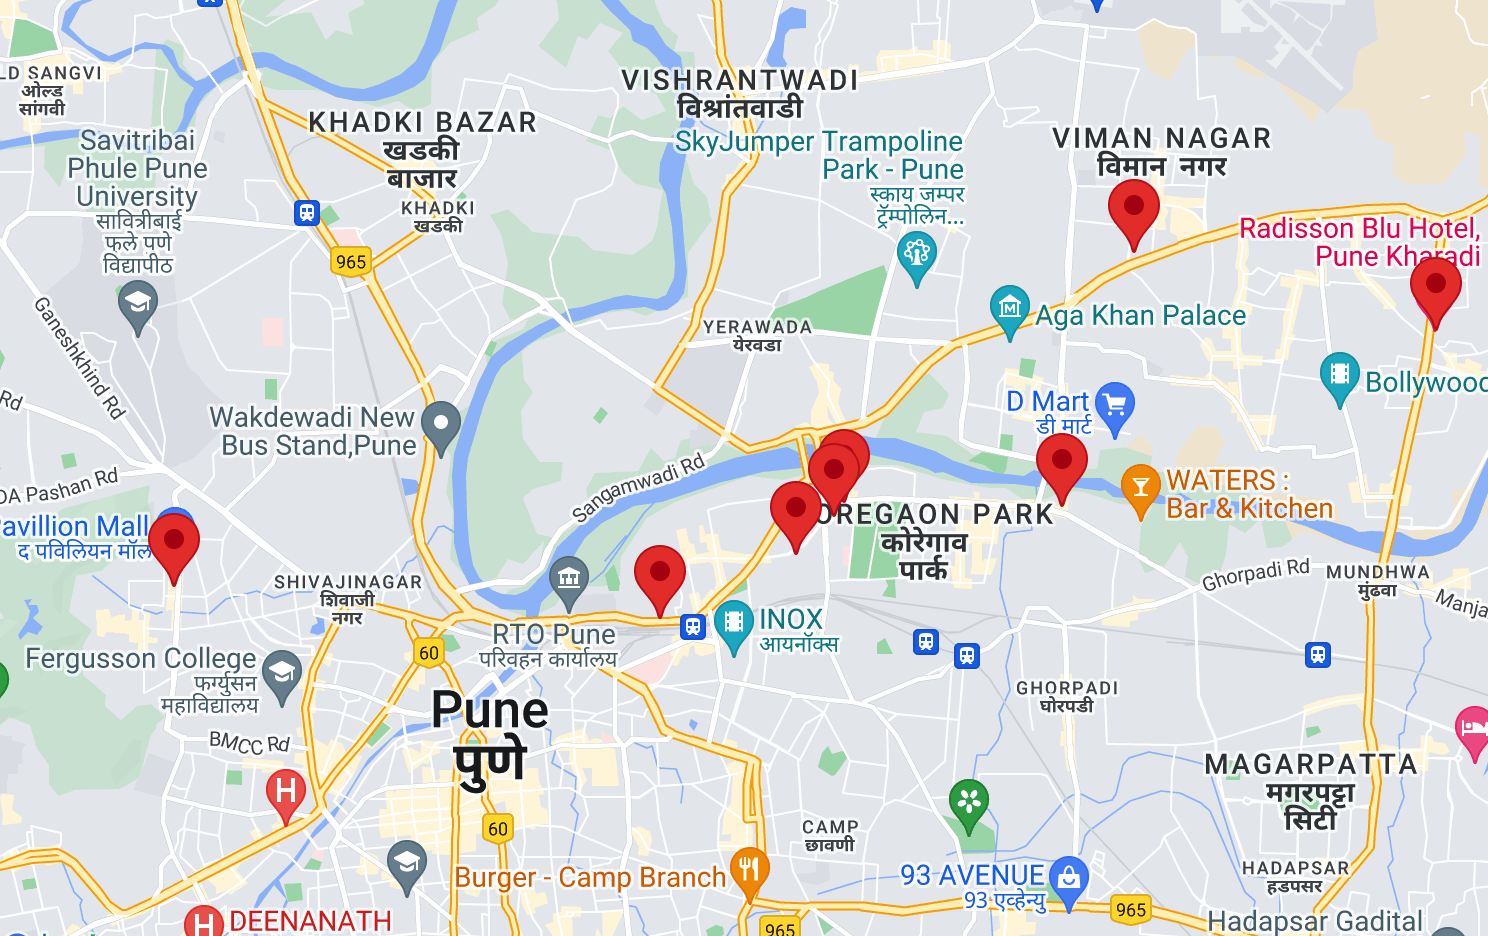 LD SANGVI
ओल्ड
सांगवी
VISHRANTWADI
विश्रांतवाडी
KHADKI BAZAR
खडकी
बाजार
KHADKI
खडकी
Savitribai
Phule Pune
University
सावित्रीबाई
फुले पुणे
विद्यापीठ
SkyJumper Trampoline
Park - Pune
स्काय जम्पर
ट्रॅम्पोलिन...
VIMAN NAGAR
विमान नगर
Radisson Blu Hotel,
Pune Kharadi
965
Ganeshkhind Rd
Rd
YERAWADA
येरवडा
Aga Khan Palace
Bollywood
D Mart
डी मार्ट
Wakdewadi New
Bus Stand,Pune
Sangamwadi Rd
WATERS :
Bar & Kitchen
DA Pashan Rd
Pavillion Mall
द पविलियन मॉल
OREGAON PARK
कोरेगाव
पार्क
Ghorpadi Rd
MUNDHWA
मुंढवा
Manja
SHIVAJINAGAR
शिवाजी
नगर
RTO Pune
परिवहन कार्यालय
INOX
आयनॉक्स
60
Fergusson College
फर्ग्युसन
महाविद्यालय
GHORPADI
घोरपडी
Pune
पुणे
BMCC Rd
H
MAGARPATTA
मगरपट्टा
सिटी
60
CAMP
छावणी
HADAPSAR
हडपसर
Burger - Camp Branch
93 AVENUE
93 एव्हेन्यु
965
965
H
DEENANATH
Hadapsar Gadital